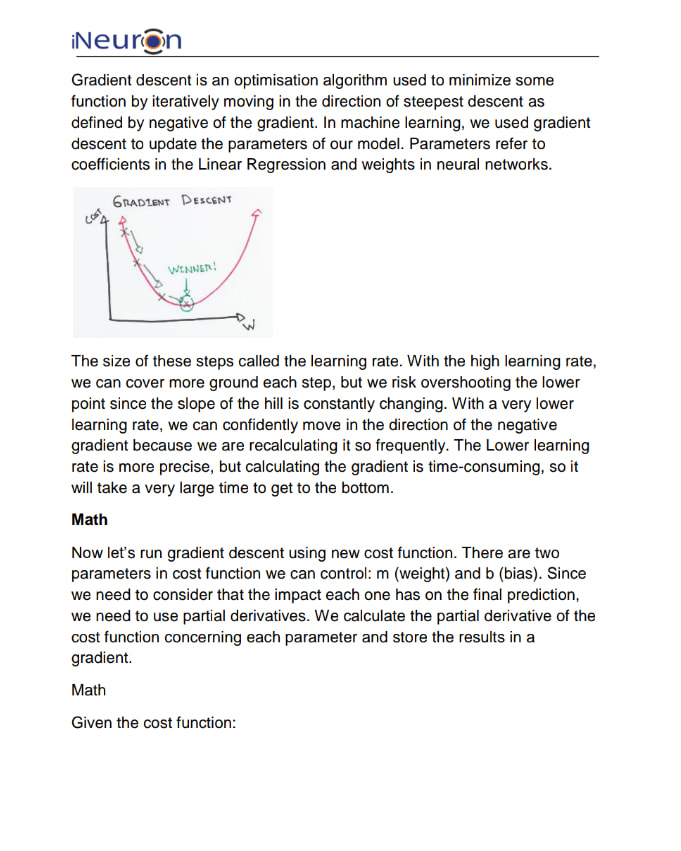 iNeuron
Gradient descent is an optimisation algorithm used to minimize some
function by iteratively moving in the direction of steepest descent as
defined by negative of the gradient. In machine learning, we used gradient
descent to update the parameters of our model. Parameters refer to
coefficients in the Linear Regression and weights in neural networks.
GRADIENT DESCENT
COST
WINNER!
W
The size of these steps called the learning rate. With the high learning rate,
we can cover more ground each step, but we risk overshooting the lower
point since the slope of the hill is constantly changing. With a very lower
learning rate, we can confidently move in the direction of the negative
gradient because we are recalculating it so frequently. The Lower learning
rate is more precise, but calculating the gradient is time-consuming, so it
will take a very large time to get to the bottom.
Math
Now let's run gradient descent using new cost function. There are two
parameters in cost function we can control: m (weight) and b (bias). Since
we need to consider that the impact each one has on the final prediction,
we need to use partial derivatives. We calculate the partial derivative of the
cost function concerning each parameter and store the results in a
gradient.
Math
Given the cost function: